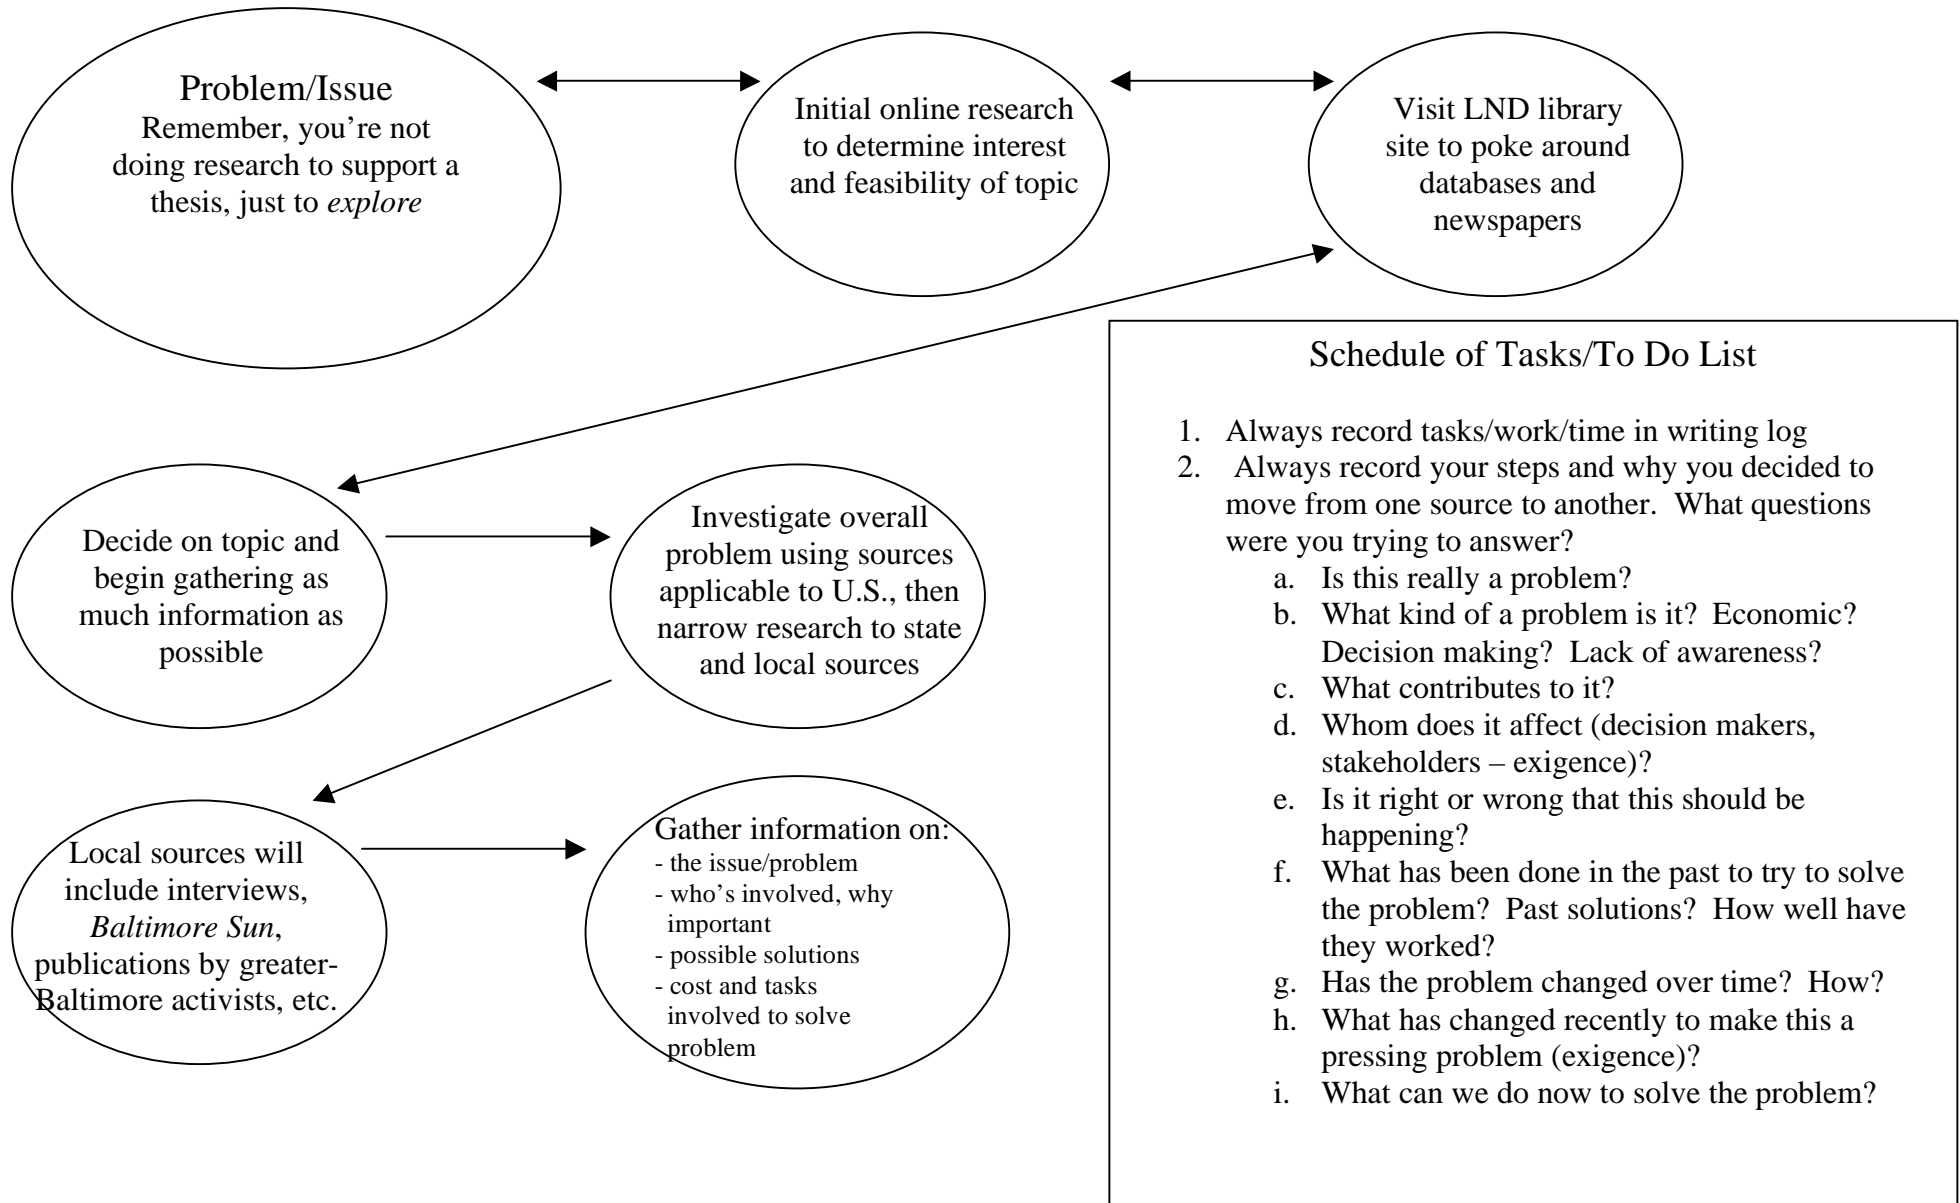 Problem/Issue
Remember, you’re not
doing research to support a
thesis, just to explore
Initial online research
to determine interest
and feasibility of topic
Visit LND library
site to poke around
databases and
newspapers
Decide on topic and
begin gathering as
much information as
possible
Investigate overall
problem using sources
applicable to U.S., then
narrow research to state
and local sources
Local sources will
include interviews,
Baltimore Sun,
publications by greater-
Baltimore activists, etc.
Gather information on:
- the issue/problem
- who’s involved, why
important
- possible solutions
- cost and tasks
involved to solve
problem
Schedule of Tasks/To Do List
1. Always record tasks/work/time in writing log
2. Always record your steps and why you decided to
move from one source to another. What questions
were you trying to answer?
a. Is this really a problem?
b. What kind of a problem is it? Economic?
Decision making? Lack of awareness?
c. What contributes to it?
d. Whom does it affect (decision makers,
stakeholders – exigence)?
e. Is it right or wrong that this should be
happening?
f. What has been done in the past to try to solve
the problem? Past solutions? How well have
they worked?
g. Has the problem changed over time? How?
h. What has changed recently to make this a
pressing problem (exigence)?
i. What can we do now to solve the problem?